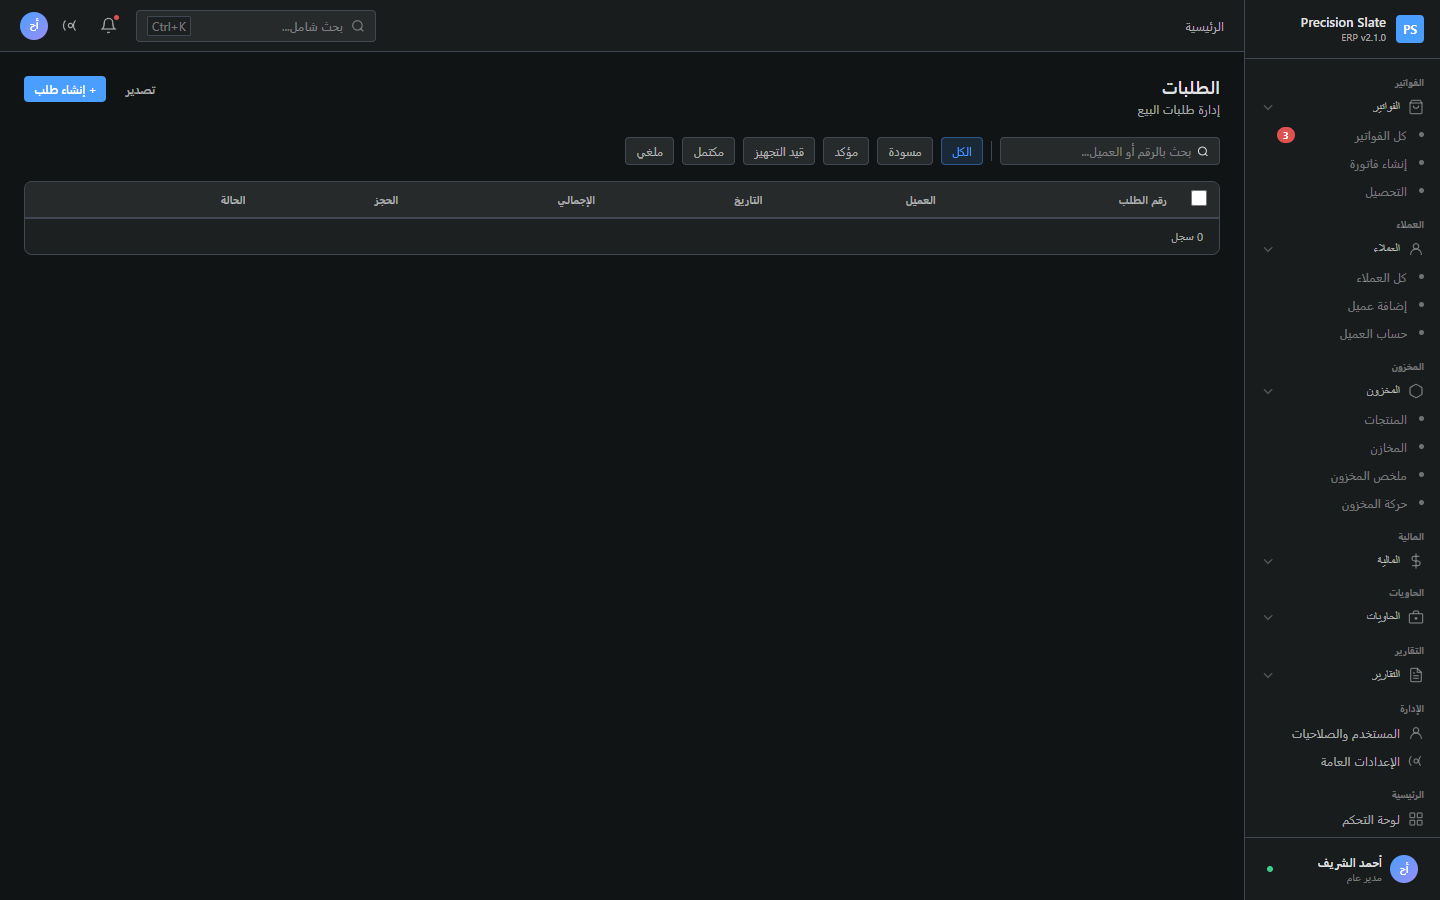 PS
Precision Slate
ERP v2.1.0
الفواتير
الفواتير
كل الفواتير
3
إنشاء فاتورة
التحصيل
العملاء
العملاء
كل العملاء
إضافة عميل
حساب العميل
المخزون
المخزون
المنتجات
المخازن
ملخص المخزون
حركة المخزون
المالية
المالية
الحاويات
الحاويات
التقارير
التقارير
الإدارة
المستخدم والصلاحيات
الإعدادات العامة
الرئيسية
لوحة التحكم
أح
أحمد الشريف
مدير عام
الرئيسية
بحث شامل...
Ctrl+K
أح
الطلبات
إدارة طلبات البيع
تصدير
+ إنشاء طلب
بحث بالرقم أو العميل...
الكل
مسودة
مؤكد
قيد التجهيز
مكتمل
ملغي
رقم الطلب
العميل
التاريخ
الإجمالي
الحجز
الحالة
0 سجل